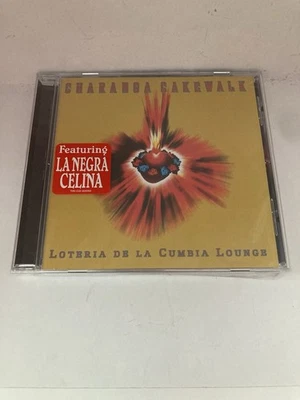 CHARANGA CAKEWALK
Featuring
LA NEGRA
CELINA
LOTERIA DE LA CUMBIA LOUNGE